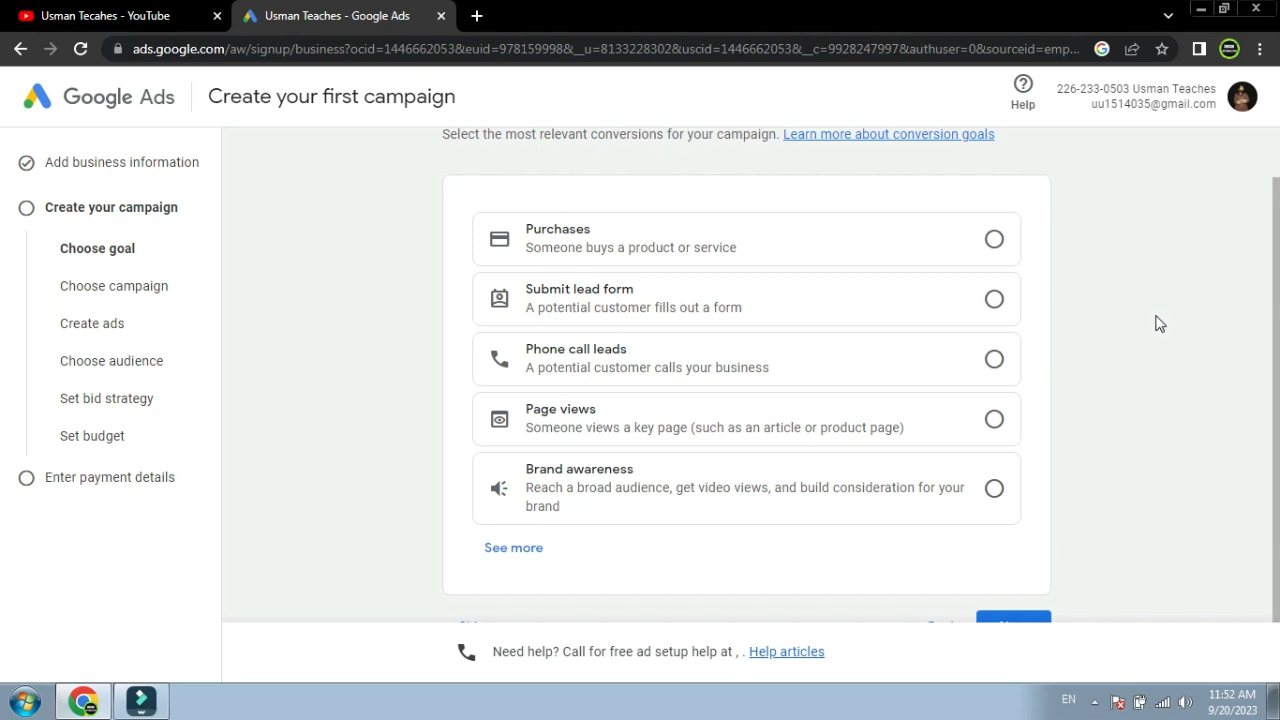 Usman Tecahes - YouTube
Usman Teaches - Google Ads
ads.google.com/aw/signup/business?ocid=1446662053&euid=978159998&__u=8133228302&uscid=1446662053&__c=9928247997&authuser=0&sourceid=emp...
Google Ads
Create your first campaign
Help
226-233-0503 Usman Teaches
uu1514035@gmail.com
Add business information
Create your campaign
Choose goal
Choose campaign
Create ads
Choose audience
Set bid strategy
Set budget
Enter payment details
Select the most relevant conversions for your campaign. Learn more about conversion goals
Purchases
Someone buys a product or service
Submit lead form
A potential customer fills out a form
Phone call leads
A potential customer calls your business
Page views
Someone views a key page (such as an article or product page)
Brand awareness
Reach a broad audience, get video views, and build consideration for your
brand
See more
Need help? Call for free ad setup help at , . Help articles
EN
11:52 AM
9/20/2023